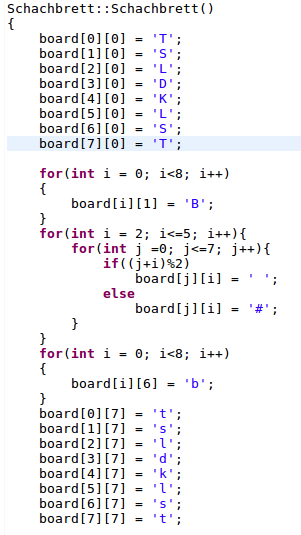 Schachbrett::Schachbrett()
{
    board[0][0] = 'T';
    board[1][0] = 'S';
    board[2][0] = 'L';
    board[3][0] = 'D';
    board[4][0] = 'K';
    board[5][0] = 'L';
    board[6][0] = 'S';
    board[7][0] = 'T';

    for(int i = 0; i<8; i++)
    {
        board[i][1] = 'B';
    }
    for(int i = 2; i<=5; i++){
        for(int j =0; j<=7; j++){
            if((j+i)%2)
                board[j][i] = ' ';
            else
                board[j][i] = '#';
        }
    }
    for(int i = 0; i<8; i++)
    {
        board[i][6] = 'b';
    }
    board[0][7] = 't';
    board[1][7] = 's';
    board[2][7] = 'l';
    board[3][7] = 'd';
    board[4][7] = 'k';
    board[5][7] = 'l';
    board[6][7] = 's';
    board[7][7] = 't';